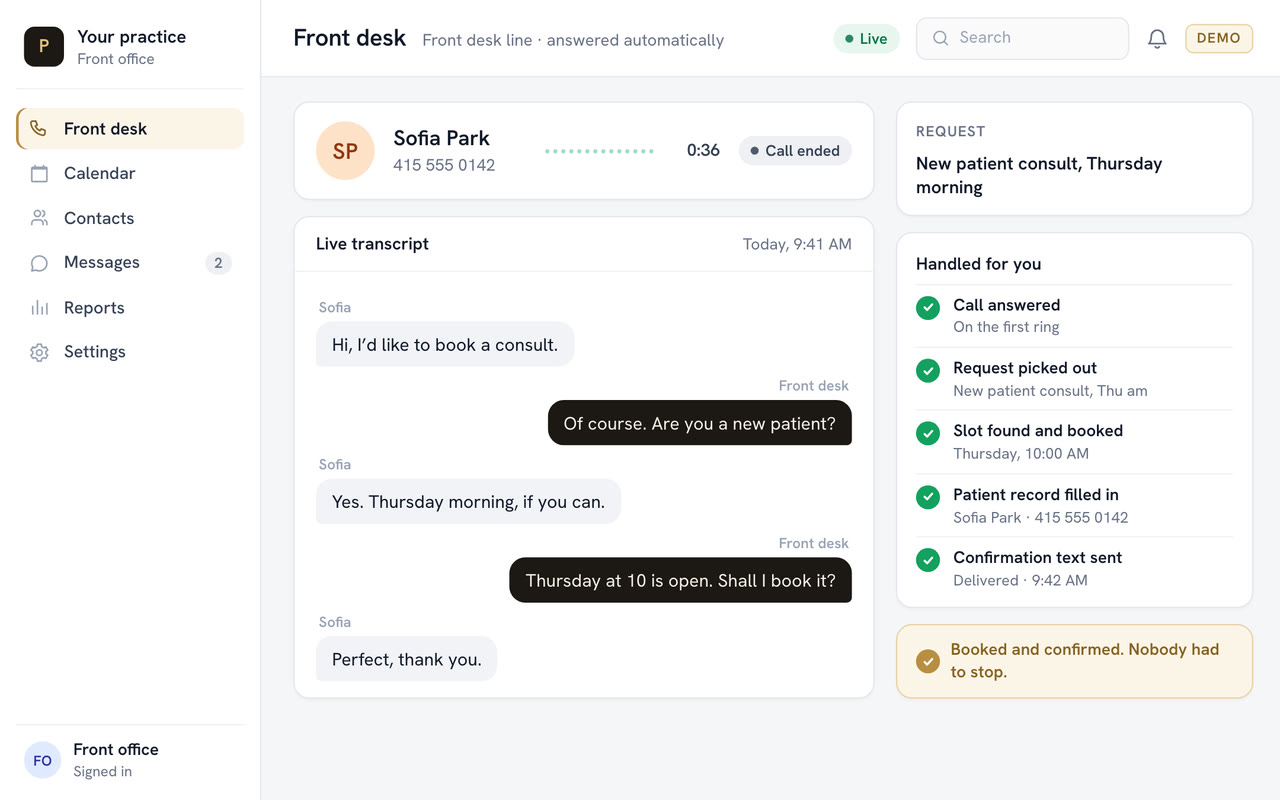 P
Your practice
Front office
Front desk
Calendar
Contacts
Messages
2
Reports
Settings
FO
Front office
Signed in
Front desk
Front desk line · answered automatically
Live
Search
DEMO
SP
Sofia Park
415 555 0142
0:36
Call ended
Live transcript
Today, 9:41 AM
Sofia
Hi, I’d like to book a consult.
Front desk
Of course. Are you a new patient?
Sofia
Yes. Thursday morning, if you can.
Front desk
Thursday at 10 is open. Shall I book it?
Sofia
Perfect, thank you.
REQUEST
New patient consult, Thursday
morning
Handled for you
Call answered
On the first ring
Request picked out
New patient consult, Thu am
Slot found and booked
Thursday, 10:00 AM
Patient record filled in
Sofia Park · 415 555 0142
Confirmation text sent
Delivered · 9:42 AM
Booked and confirmed. Nobody had
to stop.